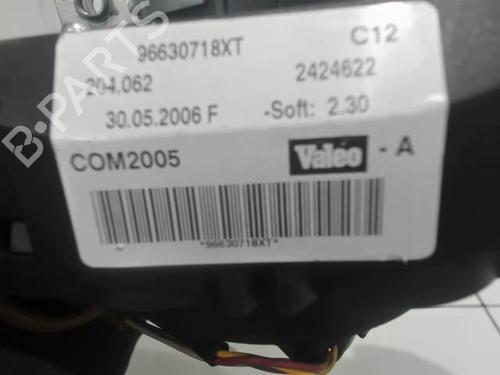 96630718XT C12
204.062 2424622
30.05.2006 F -Soft: 2.30
COM2005 Valeo - A
*96630718XT*
B-PARTS